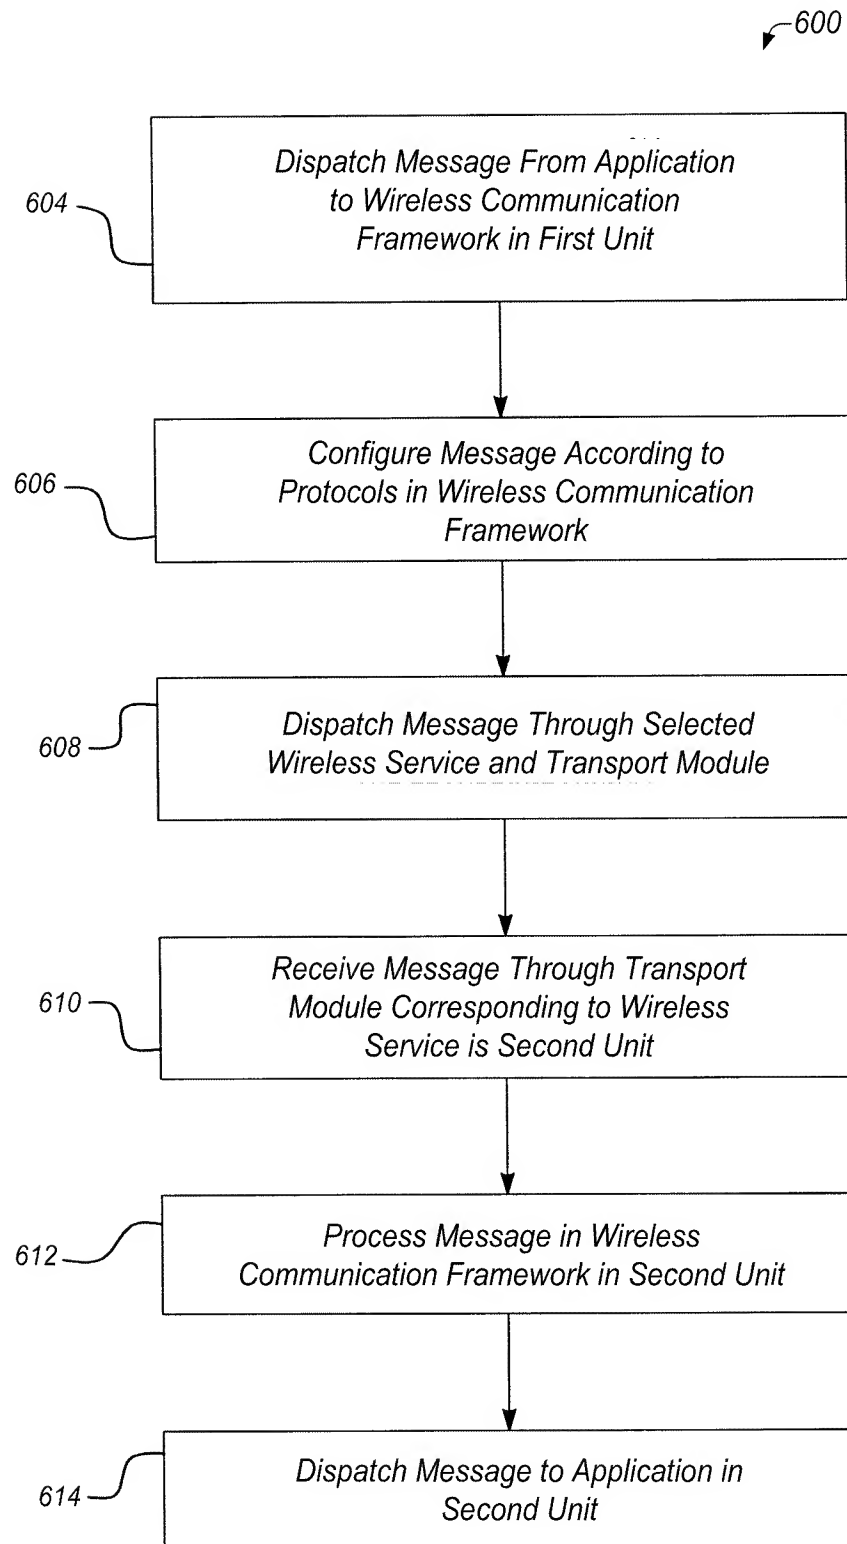 600
604
Dispatch Message From Application
to Wireless Communication
Framework in First Unit
606
Configure Message According to
Protocols in Wireless Communication
Framework
608
Dispatch Message Through Selected
Wireless Service and Transport Module
610
Receive Message Through Transport
Module Corresponding to Wireless
Service is Second Unit
612
Process Message in Wireless
Communication Framework in Second Unit
614
Dispatch Message to Application in
Second Unit